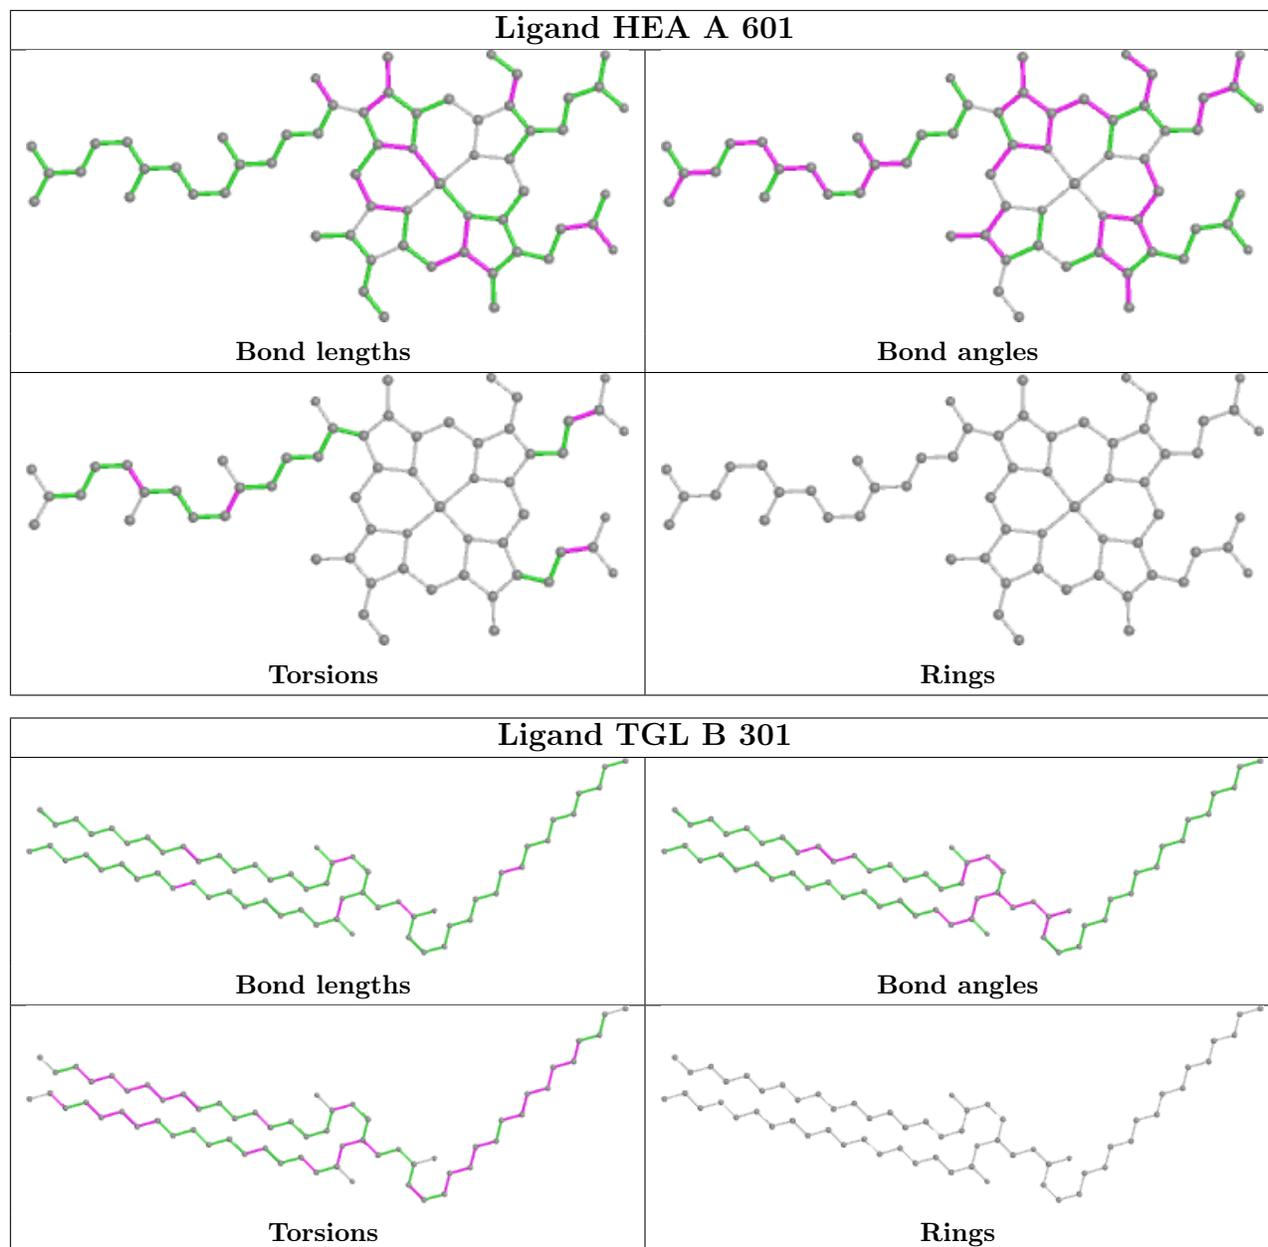 Ligand HEA A 601
Bond lengths
Bond angles
Torsions
Rings
Ligand TGL B 301
Bond lengths
Bond angles
Torsions
Rings